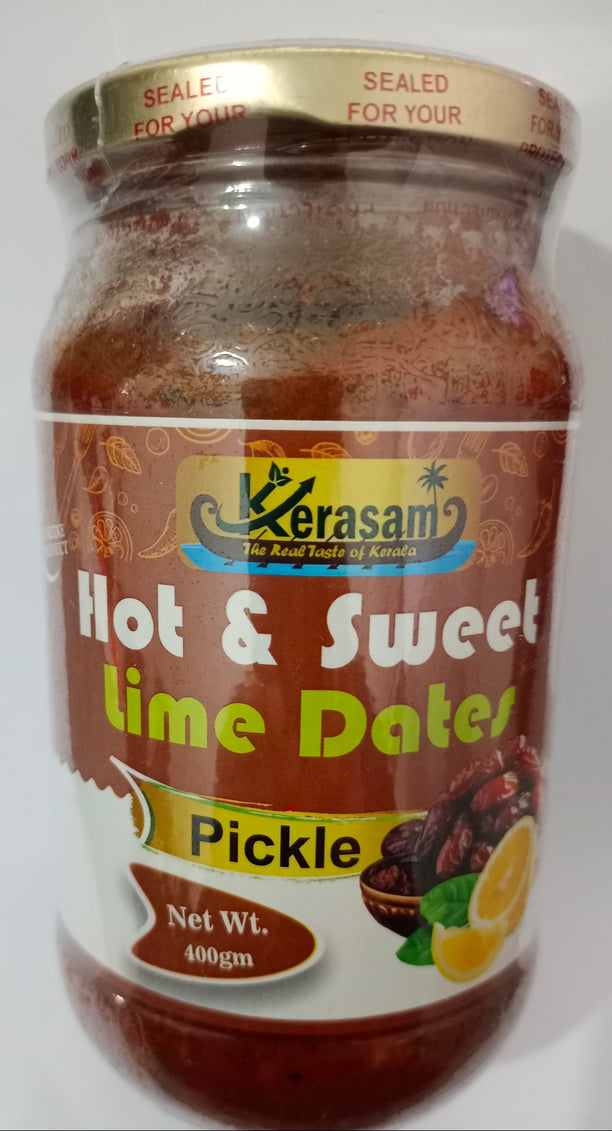 SEALED
FOR YOUR
SEALED
FOR YOUR
Kerasam
The Real Taste of Kerala
Hot & Sweet
Lime Dates
Pickle
Net Wt.
400gm